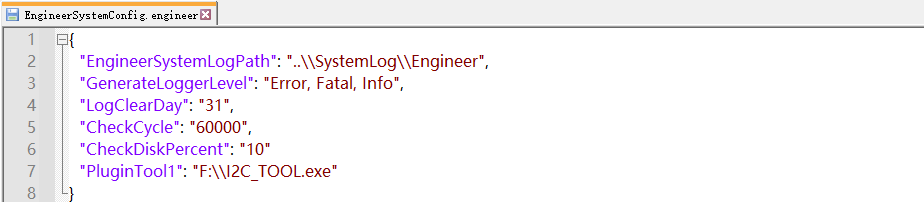 EngineerSystemConfig.engineer
1 {
2 "EngineerSystemLogPath": "..\\SystemLog\\Engineer",
3 "GenerateLoggerLevel": "Error, Fatal, Info",
4 "LogClearDay": "31",
5 "CheckCycle": "60000",
6 "CheckDiskPercent": "10"
7 "PluginTool1": "F:\\I2C_TOOL.exe"
8 }